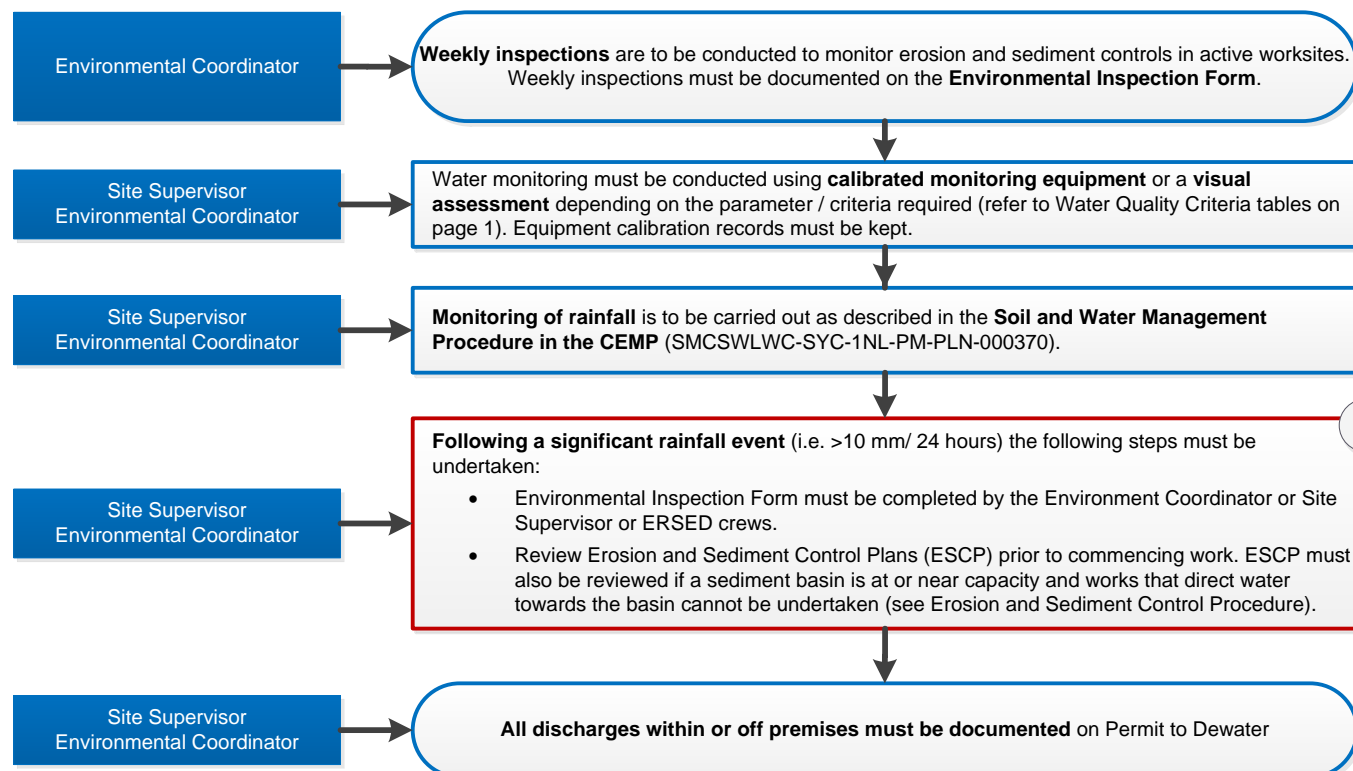 Environmental Coordinator
Weekly inspections are to be conducted to monitor erosion and sediment controls in active worksites.
Weekly inspections must be documented on the Environmental Inspection Form.
Site Supervisor
Environmental Coordinator
Water monitoring must be conducted using calibrated monitoring equipment or a visual
assessment depending on the parameter / criteria required (refer to Water Quality Criteria tables on
page 1). Equipment calibration records must be kept.
Site Supervisor
Environmental Coordinator
Monitoring of rainfall is to be carried out as described in the Soil and Water Management
Procedure in the CEMP (SMCSWLWC-SYC-1NL-PM-PLN-000370).
Site Supervisor
Environmental Coordinator
Following a significant rainfall event (i.e. >10 mm/ 24 hours) the following steps must be
undertaken:
• Environmental Inspection Form must be completed by the Environment Coordinator or Site
Supervisor or ERSED crews.
• Review Erosion and Sediment Control Plans (ESCP) prior to commencing work. ESCP must
also be reviewed if a sediment basin is at or near capacity and works that direct water
towards the basin cannot be undertaken (see Erosion and Sediment Control Procedure).
Site Supervisor
Environmental Coordinator
All discharges within or off premises must be documented on Permit to Dewater